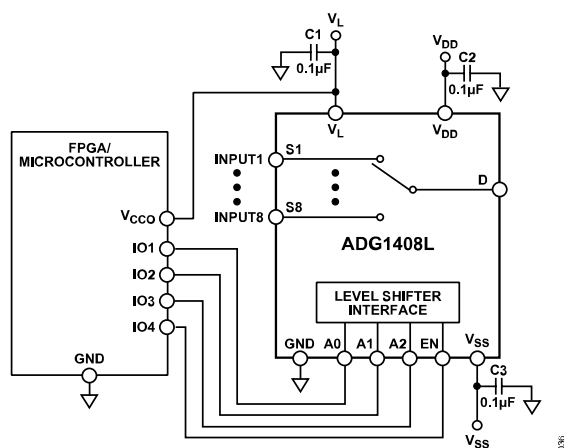 V_L
C1
0.1µF
V_DD
C2
0.1µF
V_L
V_DD
FPGA/
MICROCONTROLLER
INPUT1
S1
INPUT8
S8
D
V_CCO
IO1
IO2
IO3
IO4
GND
ADG1408L
LEVEL SHIFTER
INTERFACE
GND
A0
A1
A2
EN
V_SS
C3
0.1µF
V_SS